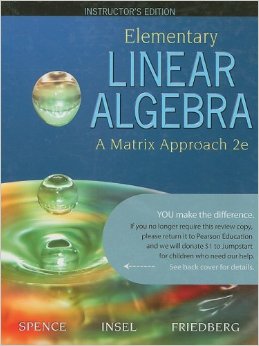 INSTRUCTOR'S EDITION
Elementary
LINEAR
ALGEBRA
A Matrix Approach 2e
YOU make the difference.
If you no longer require this review copy,
please return it to Pearson Education
and we will donate $1 to Jumpstart
for children who need our help.
See back cover for details.
SPENCE INSEL FRIEDBERG